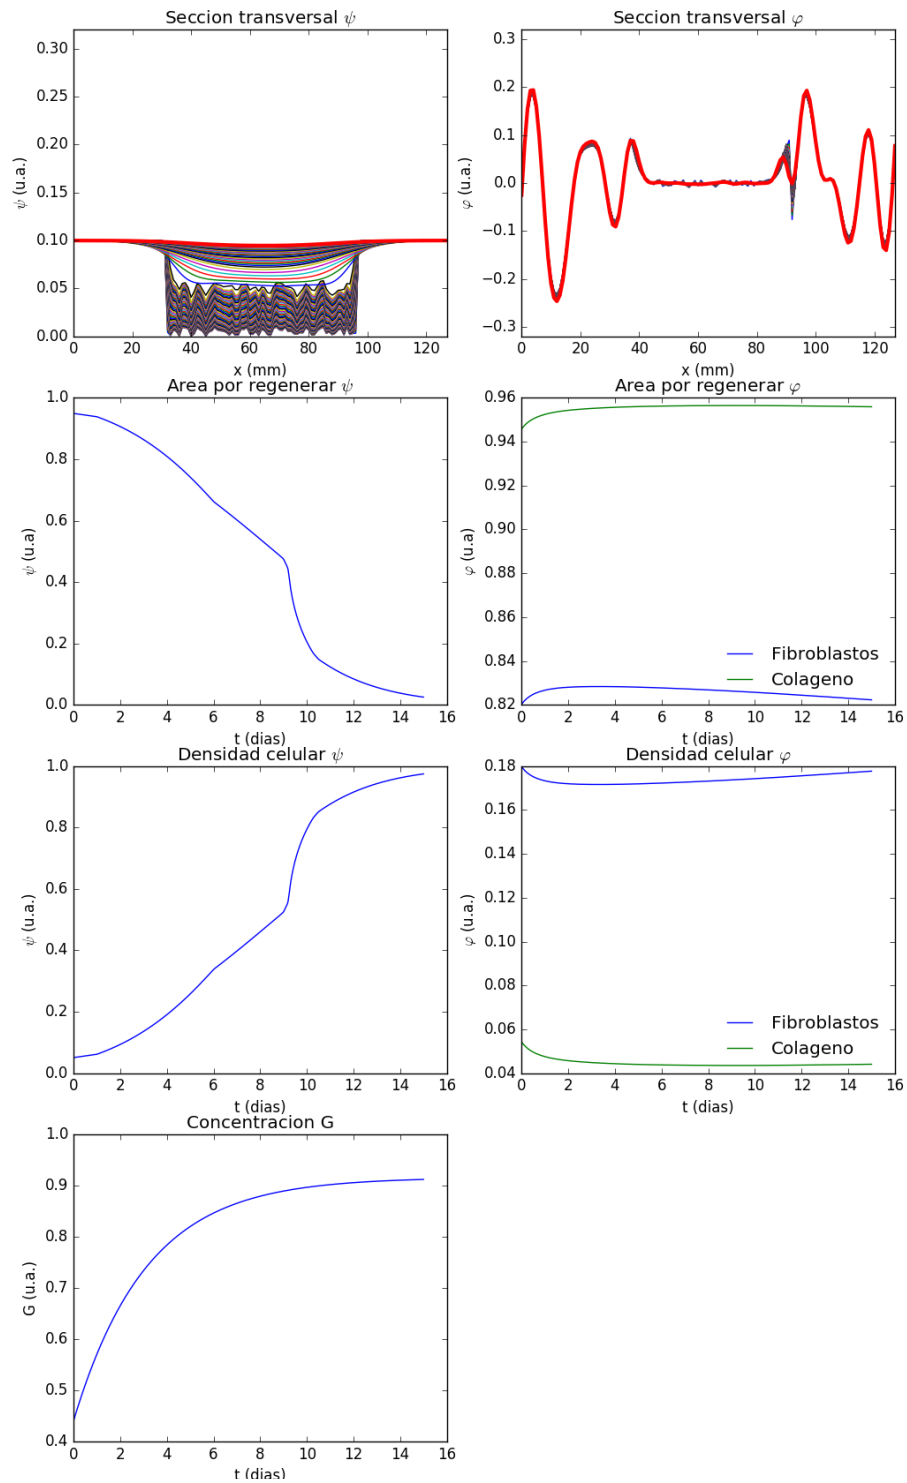 Seccion transversal ψ
0.30
0.25
0.20
0.15
0.10
0.05
0.00
ψ (u.a.)
0 20 40 60 80 100 120
x (mm)
Seccion transversal φ
0.3
0.2
0.1
0.0
−0.1
−0.2
−0.3
φ (u.a.)
0 20 40 60 80 100 120
x (mm)
Area por regenerar ψ
1.0
0.8
0.6
0.4
0.2
0.0
ψ (u.a)
0 2 4 6 8 10 12 14 16
t (dias)
Area por regenerar φ
0.96
0.94
0.92
0.90
0.88
0.86
0.84
0.82
φ (u.a)
Fibroblastos
Colageno
0 2 4 6 8 10 12 14 16
t (dias)
Densidad celular ψ
1.0
0.8
0.6
0.4
0.2
0.0
ψ (u.a.)
0 2 4 6 8 10 12 14 16
t (dias)
Densidad celular φ
0.18
0.16
0.14
0.12
0.10
0.08
0.06
0.04
φ (u.a.)
Fibroblastos
Colageno
0 2 4 6 8 10 12 14 16
t (dias)
Concentracion G
1.0
0.9
0.8
0.7
0.6
0.5
0.4
G (u.a.)
0 2 4 6 8 10 12 14 16
t (dias)